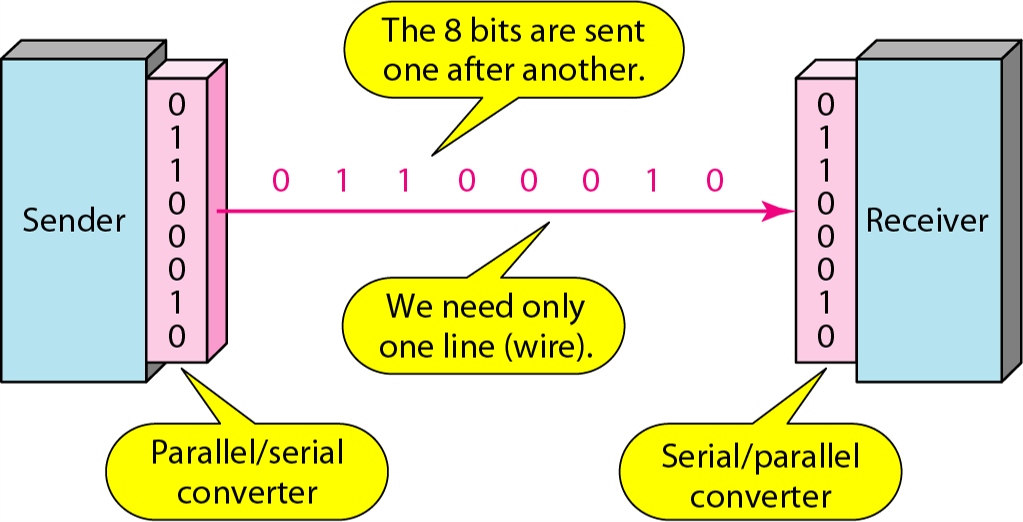 The 8 bits are sent
one after another.
0 1 1 0 0 0 1 0
Sender
0
1
1
0
0
0
1
0
We need only
one line (wire).
0
1
1
0
0
0
1
0
Receiver
Parallel/serial
converter
Serial/parallel
converter